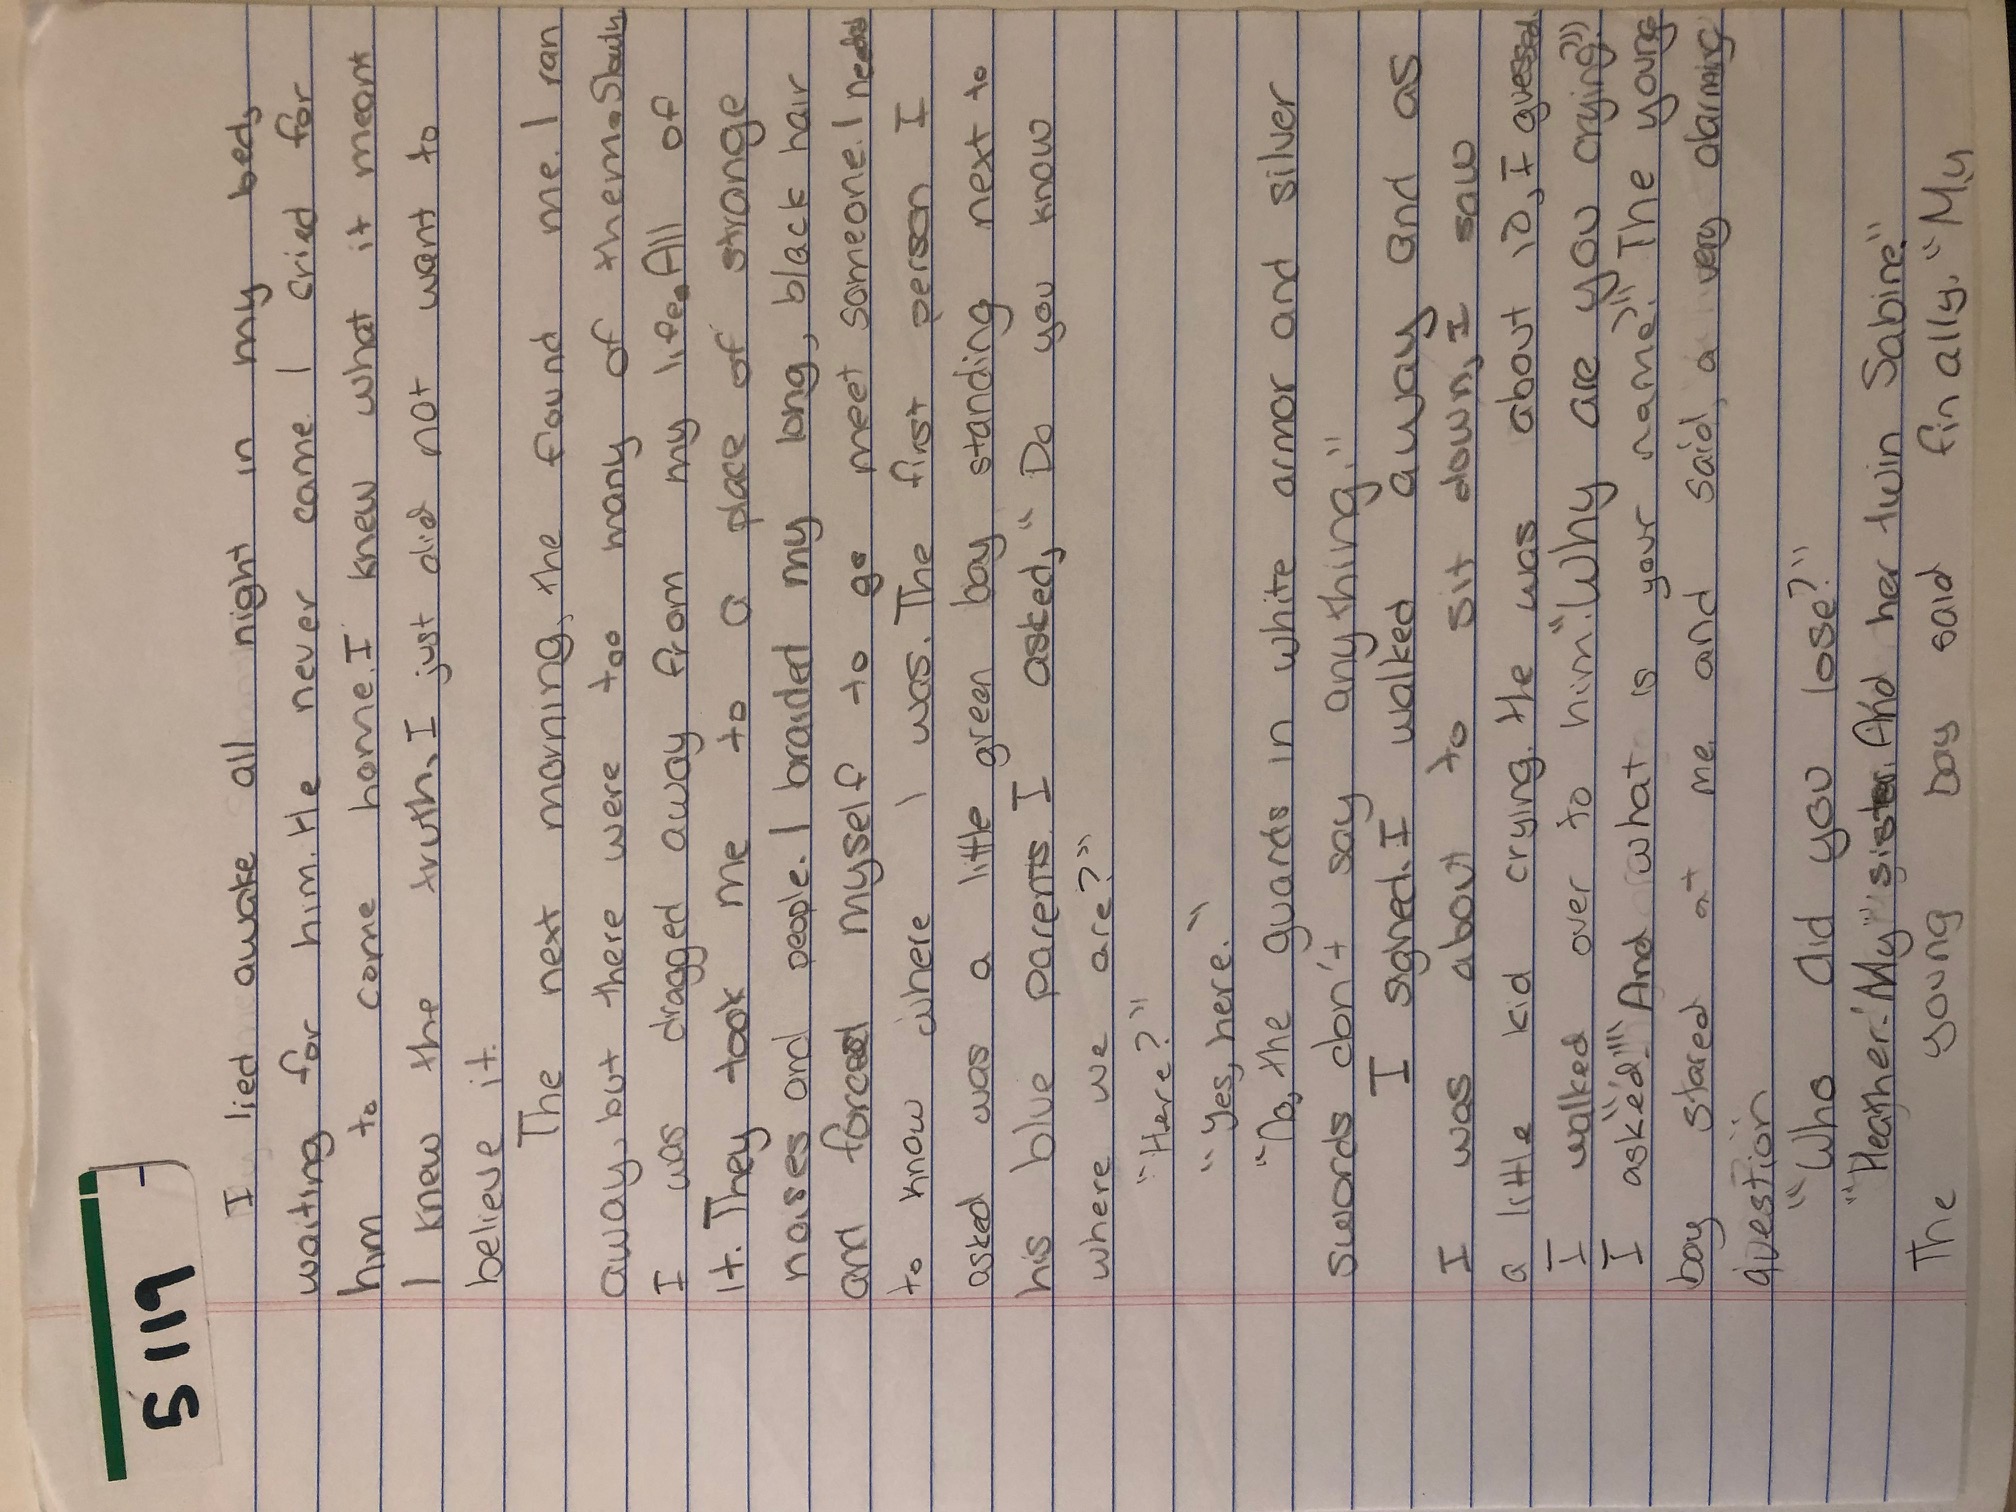 5119
I lied awake all night in my bed,
waiting for him. He never came. I cried for
him to come home. I knew what it meant
I knew the truth. I just did not want to
believe it.
The next morning, the found me. I ran
away, but there were too many of them. Slowly
I was dragged away from my life. All of
it. They took me to a place of strange
noises and people. I braided my long, black hair
and forced myself to go meet someone. I needed
to know where I was. The first person I
asked was a little green boy standing next to
his blue parents. I asked, "Do you know
where we are?"
"Here?"
"Yes, here."
"No, the guards in white armor and silver
swords don't say anything."
I sighed. I walked away and as
I was about to sit down, I saw
a little kid crying. He was about 10, I guessed.
I walked over to him. "Why are you crying?"
I asked. "And what is your name?" The young
boy stared at me and said, a very alarming
question
"Who did you lose?"
"Heather. My sister. And her twin Sabine."
The young boy said finally. "My